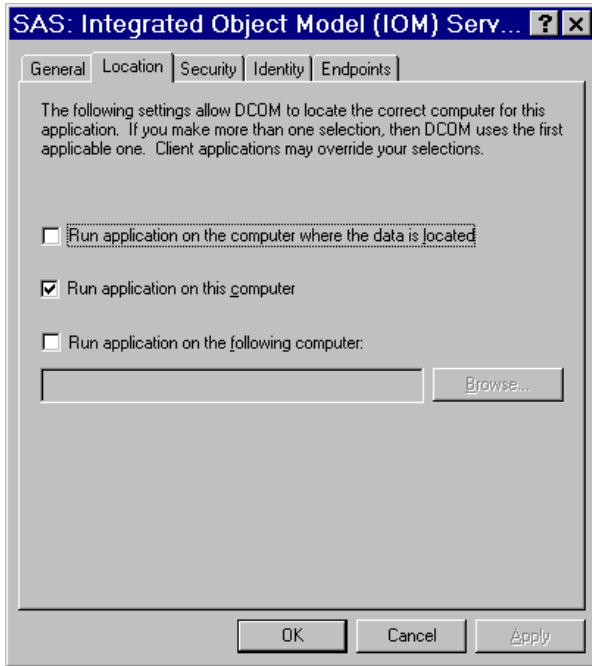 SAS: Integrated Object Model (IOM) Serv... ? ×
General Location Security Identity Endpoints
The following settings allow DCOM to locate the correct computer for this
application. If you make more than one selection, then DCOM uses the first
applicable one. Client applications may override your selections.
Run application on the computer where the data is located
Run application on this computer
Run application on the following computer:
Browse...
OK Cancel Apply